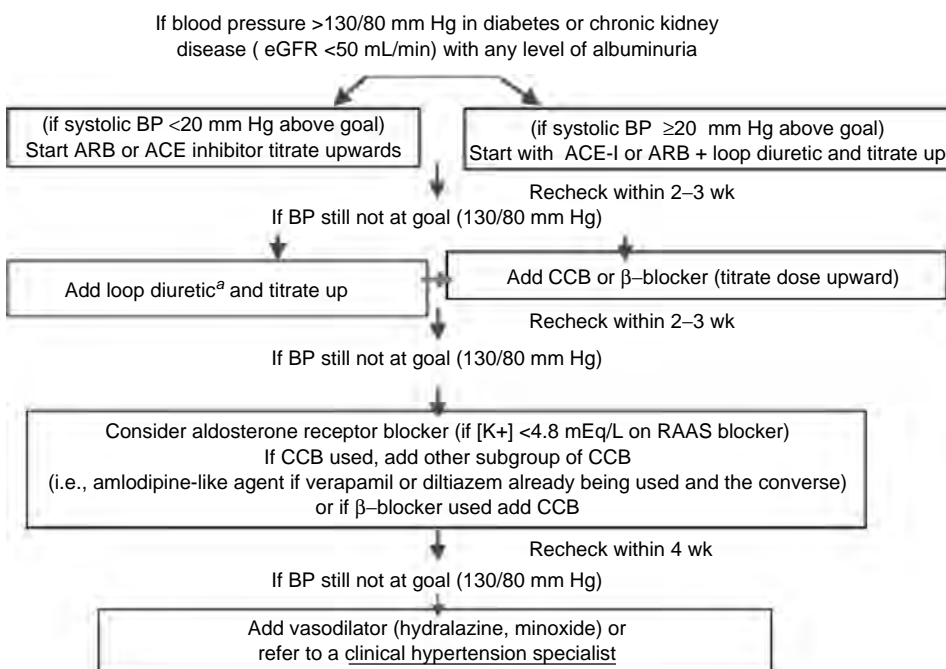 If blood pressure >130/80 mm Hg in diabetes or chronic kidney
disease ( eGFR <50 mL/min) with any level of albuminuria
(if systolic BP <20 mm Hg above goal)
Start ARB or ACE inhibitor titrate upwards
(if systolic BP ≥20 mm Hg above goal)
Start with ACE-I or ARB + loop diuretic and titrate up
Recheck within 2–3 wk
If BP still not at goal (130/80 mm Hg)
Add loop diuretic^a and titrate up
Add CCB or β–blocker (titrate dose upward)
Recheck within 2–3 wk
If BP still not at goal (130/80 mm Hg)
Consider aldosterone receptor blocker (if [K+] <4.8 mEq/L on RAAS blocker)
If CCB used, add other subgroup of CCB
(i.e., amlodipine-like agent if verapamil or diltiazem already being used and the converse)
or if β–blocker used add CCB
Recheck within 4 wk
If BP still not at goal (130/80 mm Hg)
Add vasodilator (hydralazine, minoxide) or
refer to a clinical hypertension specialist